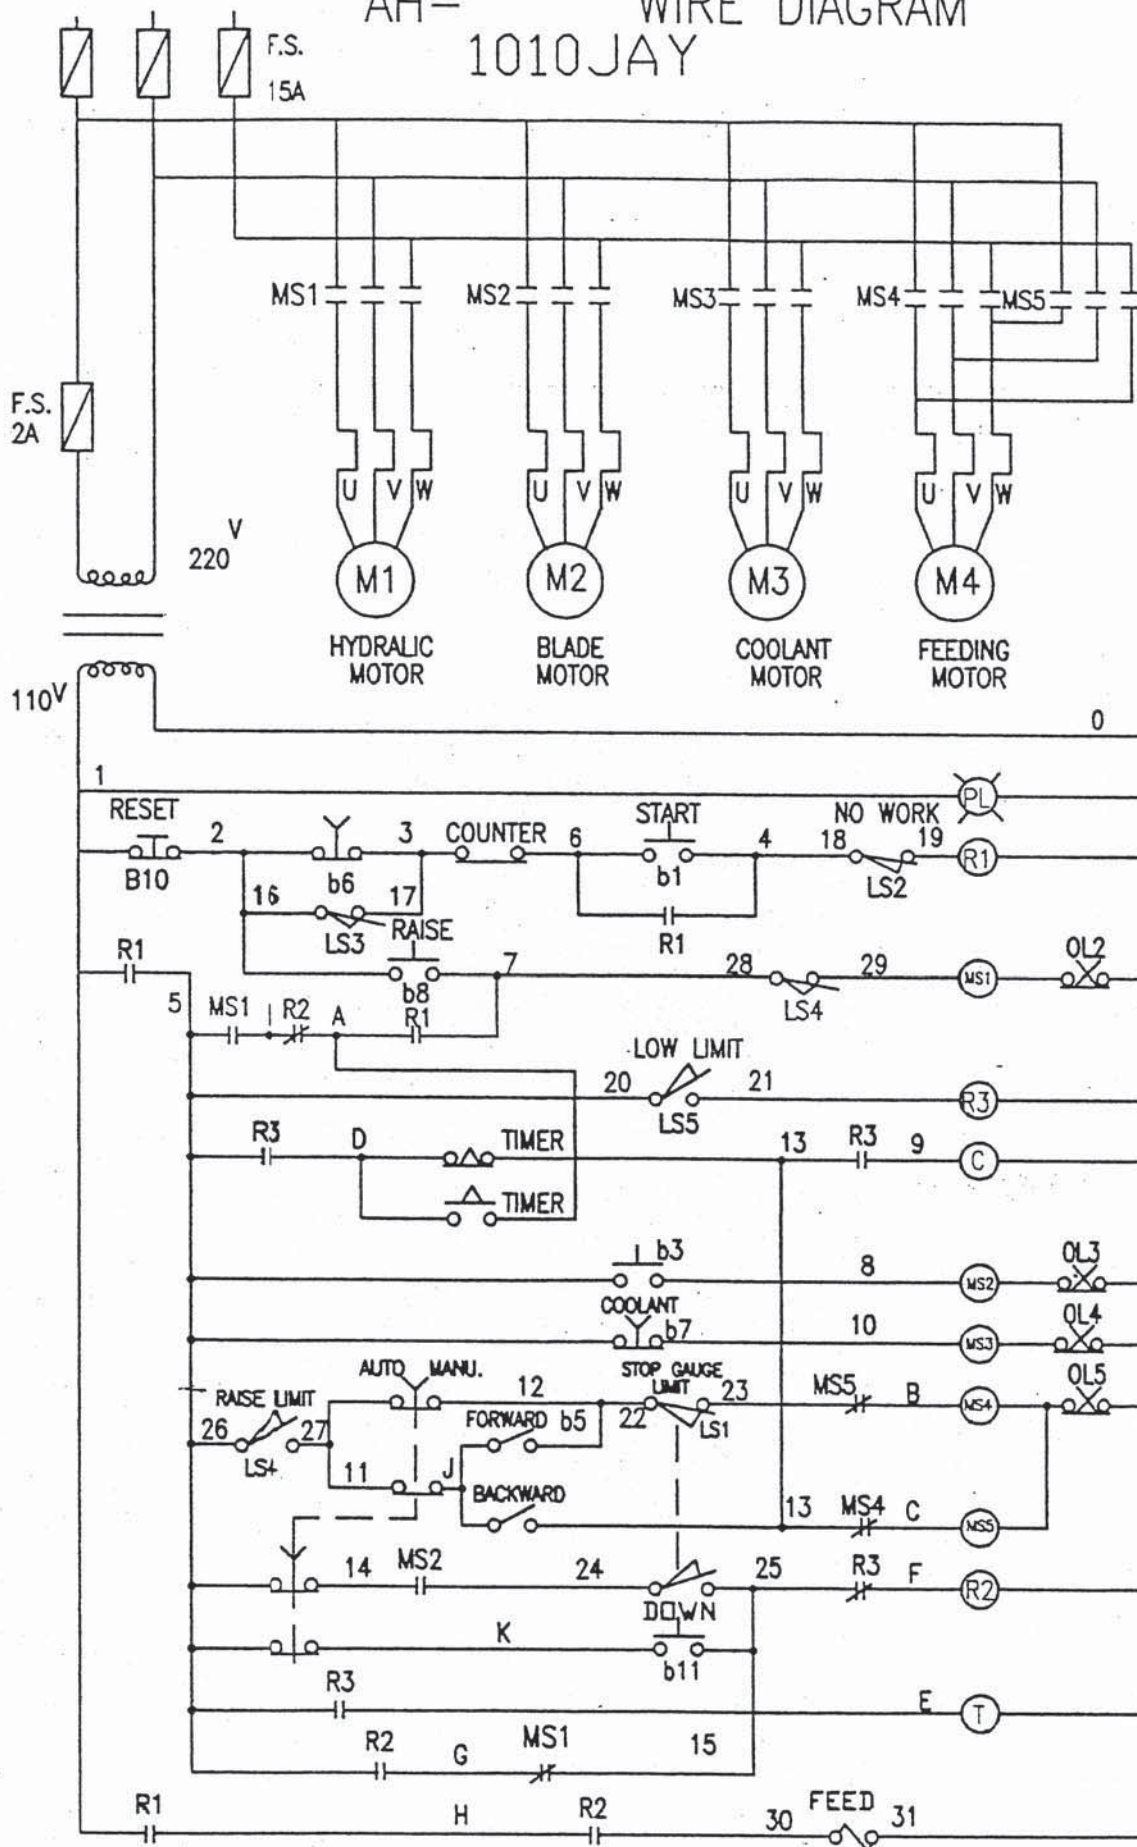 AH- WIRE DIAGRAM
1010JAY
F.S.
15A
MS1
MS2
MS3
MS4
MS5
F.S.
2A
U V W
U V W
U V W
U V W
V
220
M1
M2
M3
M4
HYDRALIC
MOTOR
BLADE
MOTOR
COOLANT
MOTOR
FEEDING
MOTOR
110V
0
1
PL
RESET
2
3
COUNTER
6
START
4
NO WORK
18
19
R1
B10
b6
b1
LS2
16
17
LS3
RAISE
R1
R1
b8
7
28
29
MS1
OL2
LS4
5
MS1
I
R2
A
R1
LOW LIMIT
20
21
R3
LS5
R3
D
TIMER
13
R3
9
C
TIMER
b3
8
MS2
OL3
COOLANT
b7
10
MS3
OL4
AUTO MANU.
12
STOP GAUGE
LIMIT
23
MS5
B
MS4
OL5
RAISE LIMIT
FORWARD b5
22
LS1
26
27
LS4
11
J
BACKWARD
13
MS4
C
MS5
14
MS2
24
25
R3
F
R2
DOWN
K
b11
R3
E
T
R2
G
MS1
15
R1
H
R2
30
FEED
31